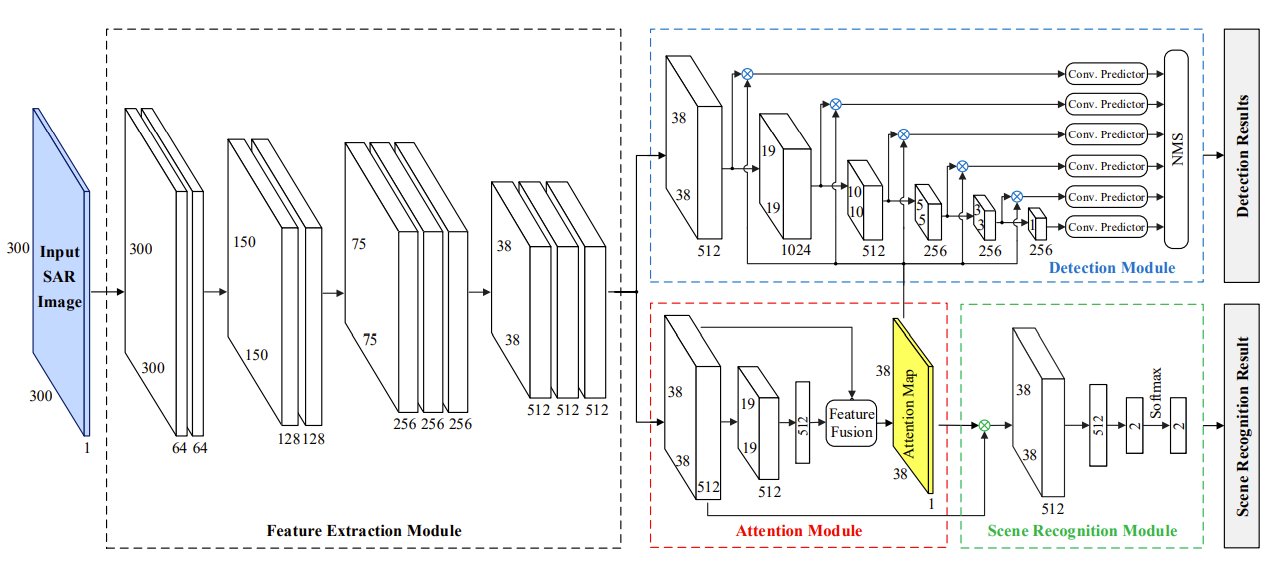 300
Input
SAR
Image
300
1
300
300
64 64
150
150
128 128
75
75
256 256 256
38
38
512 512 512
Feature Extraction Module
38
38
512
19
19
1024
10
10
512
5
5
256
3
3
256
1
256
Conv. Predictor
Conv. Predictor
Conv. Predictor
Conv. Predictor
Conv. Predictor
Conv. Predictor
NMS
Detection Module
Detection Results
38
38
512
19
19
512
512
Feature
Fusion
38
Attention Map
38
1
Attention Module
38
38
512
512
2
Softmax
2
Scene Recognition Module
Scene Recognition Result